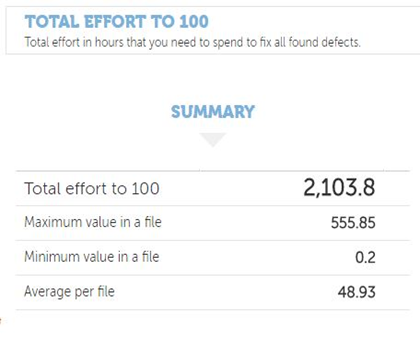 TOTAL EFFORT TO 100
Total effort in hours that you need to spend to fix all found defects.
SUMMARY
Total effort to 100 2,103.8
Maximum value in a file 555.85
Minimum value in a file 0.2
Average per file 48.93